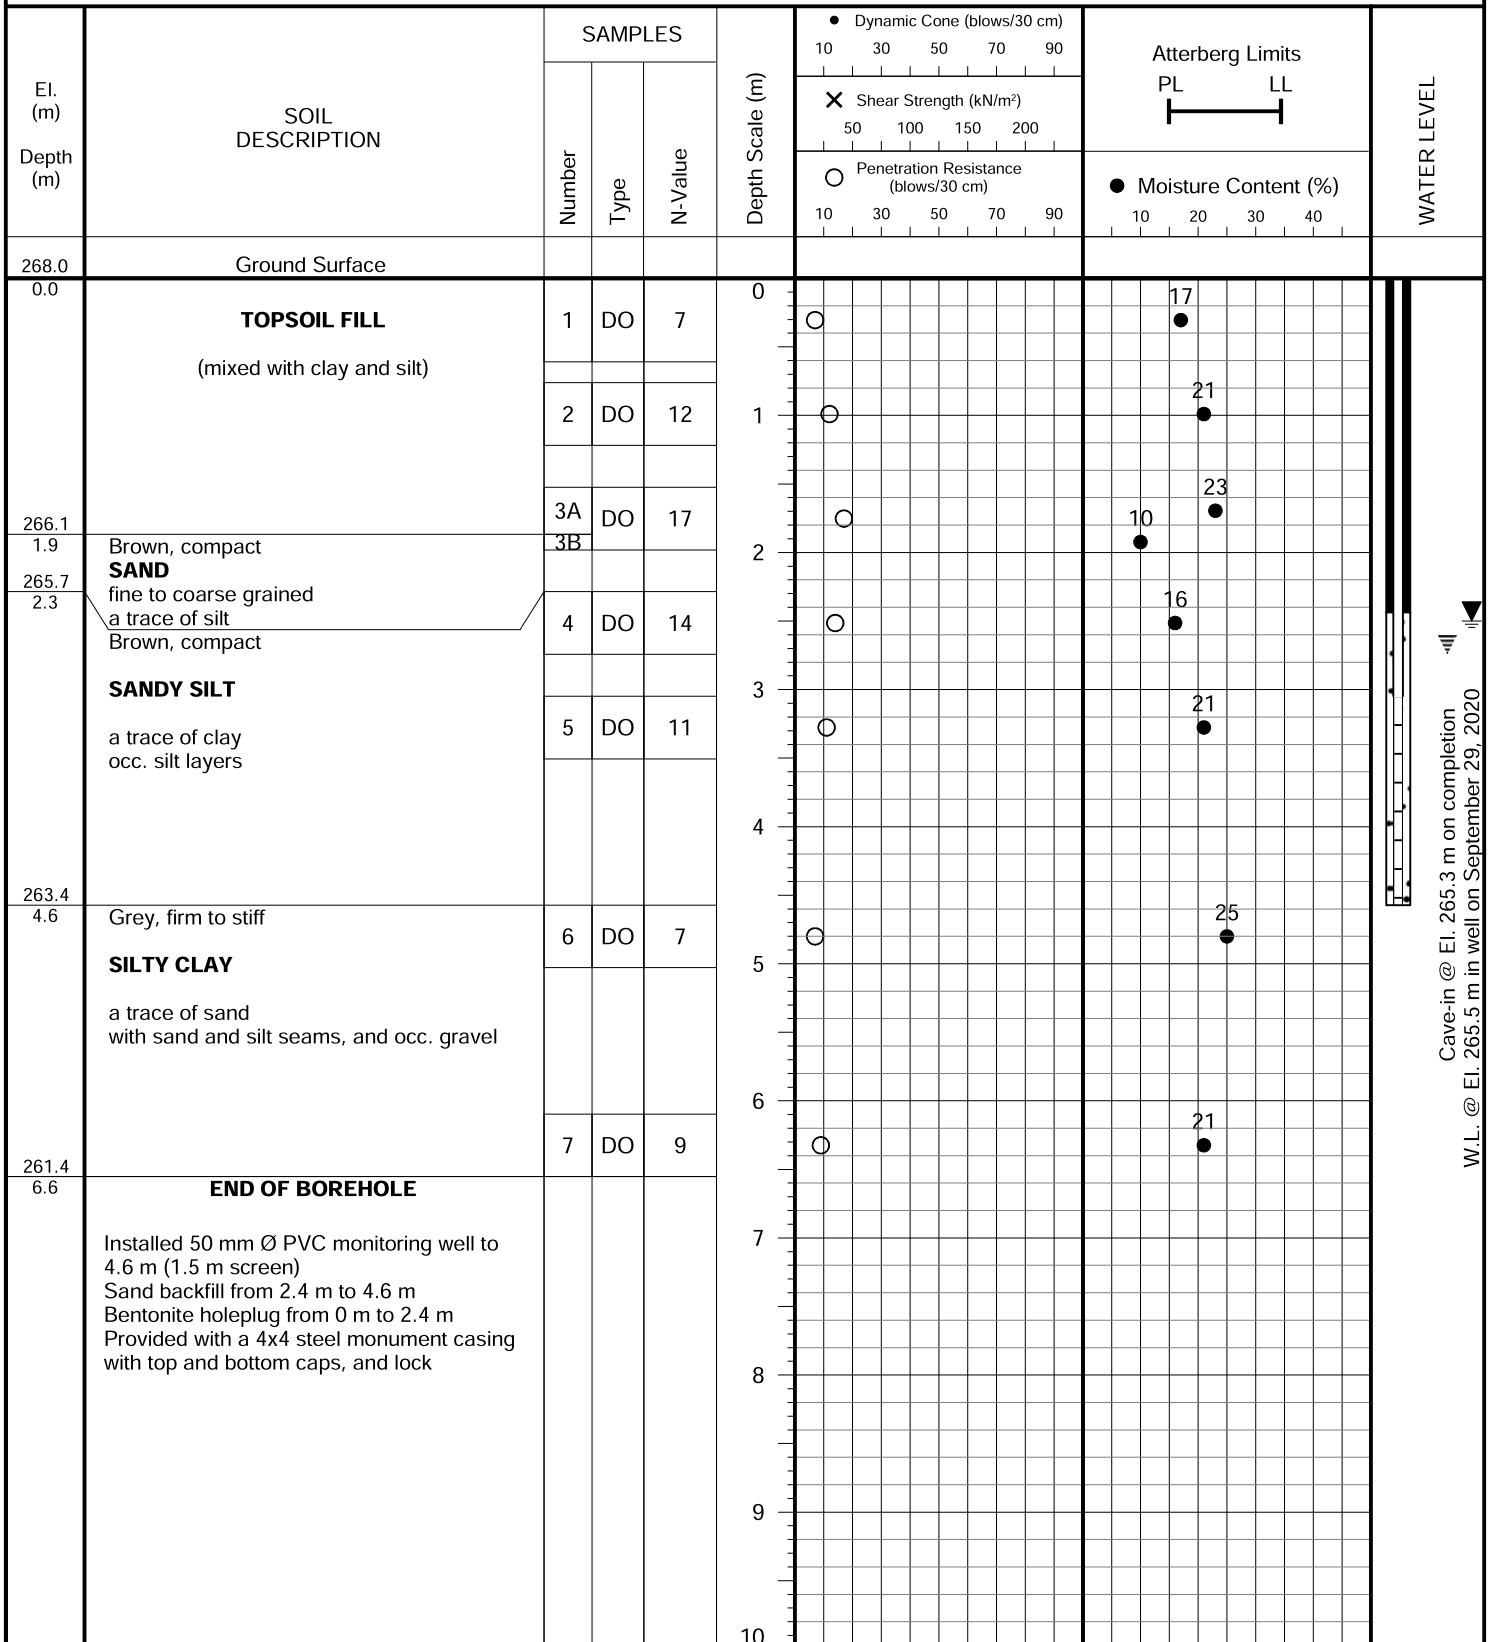 El.
(m)
Depth
(m)
SOIL
DESCRIPTION
SAMPLES
Number
Type
N-Value
Depth Scale (m)
Dynamic Cone (blows/30 cm)
10 30 50 70 90
Shear Strength (kN/m²)
50 100 150 200
Penetration Resistance
(blows/30 cm)
10 30 50 70 90
Atterberg Limits
PL LL
Moisture Content (%)
10 20 30 40
WATER LEVEL
268.0
Ground Surface
0.0
TOPSOIL FILL
(mixed with clay and silt)
1 DO 7
0
17
2 DO 12
1
21
3A DO 17
23
3B
10
266.1
1.9
Brown, compact
SAND
fine to coarse grained
a trace of silt
2
265.7
2.3
Brown, compact
SANDY SILT
a trace of clay
occ. silt layers
4 DO 14
16
3
5 DO 11
21
4
263.4
4.6
Grey, firm to stiff
SILTY CLAY
a trace of sand
with sand and silt seams, and occ. gravel
6 DO 7
25
5
6
7 DO 9
21
261.4
6.6
END OF BOREHOLE
Installed 50 mm Ø PVC monitoring well to
4.6 m (1.5 m screen)
Sand backfill from 2.4 m to 4.6 m
Bentonite holeplug from 0 m to 2.4 m
Provided with a 4x4 steel monument casing
with top and bottom caps, and lock
7
8
9
10
Cave-in @ El. 265.3 m on completion
W.L. @ El. 265.5 m in well on September 29, 2020